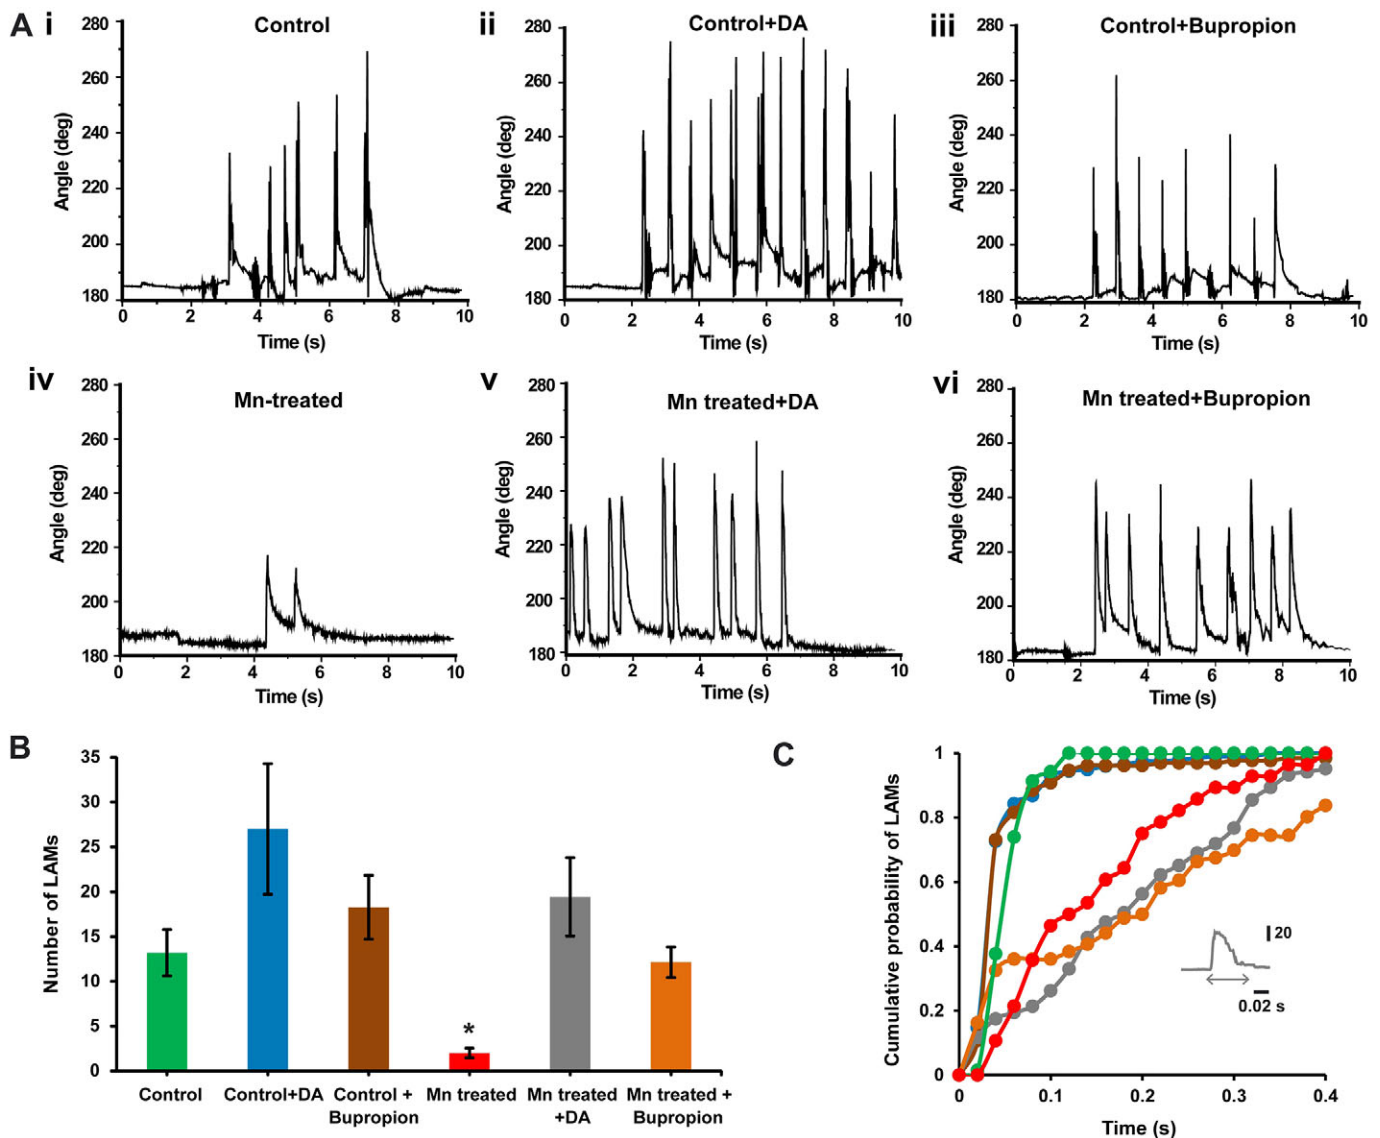 A i Control
280
260
240
220
200
180
Angle (deg)
0 2 4 6 8 10
Time (s)
ii Control+DA
280
260
240
220
200
180
Angle (deg)
0 2 4 6 8 10
Time (s)
iii Control+Bupropion
280
260
240
220
200
180
Angle (deg)
0 2 4 6 8 10
Time (s)
iv Mn-treated
280
260
240
220
200
180
Angle (deg)
0 2 4 6 8 10
Time (s)
v Mn treated+DA
280
260
240
220
200
180
Angle (deg)
0 2 4 6 8 10
Time (s)
vi Mn treated+Bupropion
280
260
240
220
200
180
Angle (deg)
0 2 4 6 8 10
Time (s)
B
35
30
25
20
15
10
5
0
Number of LAMs
*
Control Control+DA Control + Mn treated Mn treated Mn treated +
Bupropion +DA Bupropion
C
1
0.8
0.6
0.4
0.2
0
Cumulative probability of LAMs
20
0.02 s
0 0.1 0.2 0.3 0.4
Time (s)